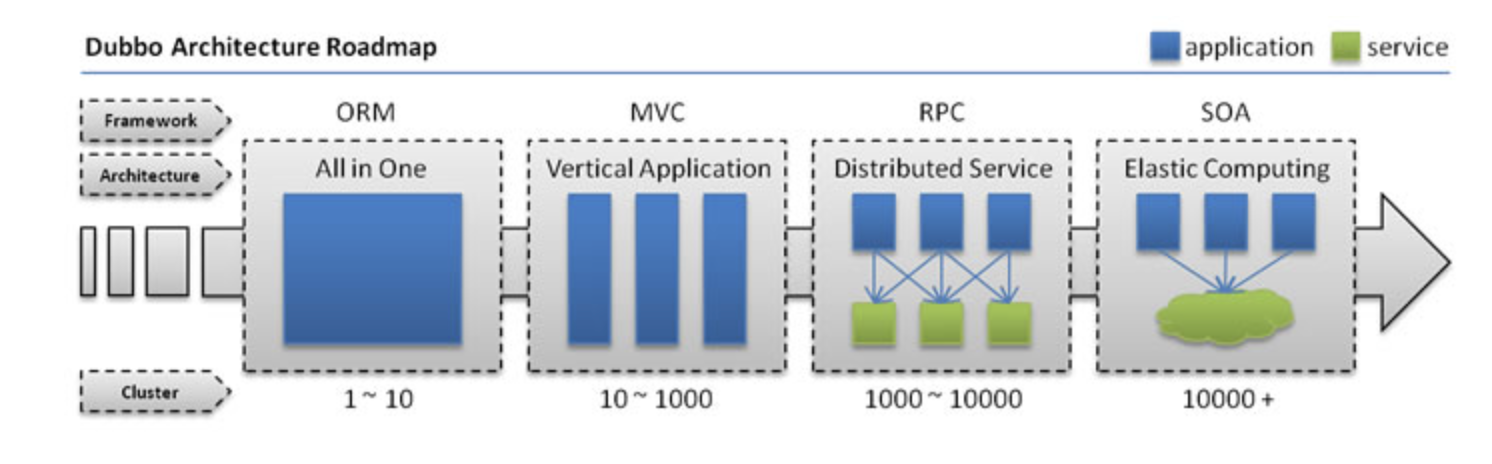 Dubbo Architecture Roadmap
application service
Framework ORM MVC RPC SOA
Architecture All in One Vertical Application Distributed Service Elastic Computing
Cluster 1 ~ 10 10 ~ 1000 1000 ~ 10000 10000 +